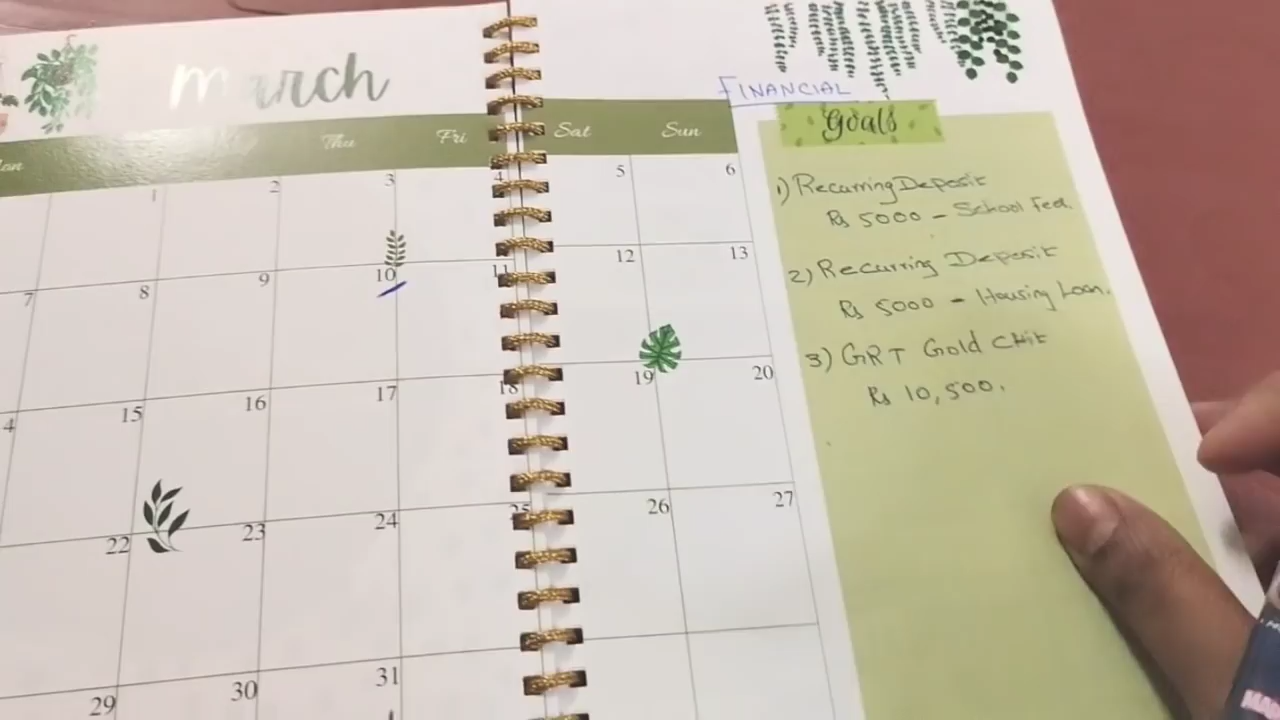 March
FINANCIAL
Goals
Thu Fri Sat Sun
1 2 3 4 5 6
7 8 9 10 11 12 13
4 15 16 17 18 19 20
22 23 24 25 26 27
29 30 31
1) Recurring Deposit
Rs 5000 - School Fees.
2) Recurring Deposit
Rs 5000 - Housing Loan.
3) GRT Gold Chit
Rs 10,500.